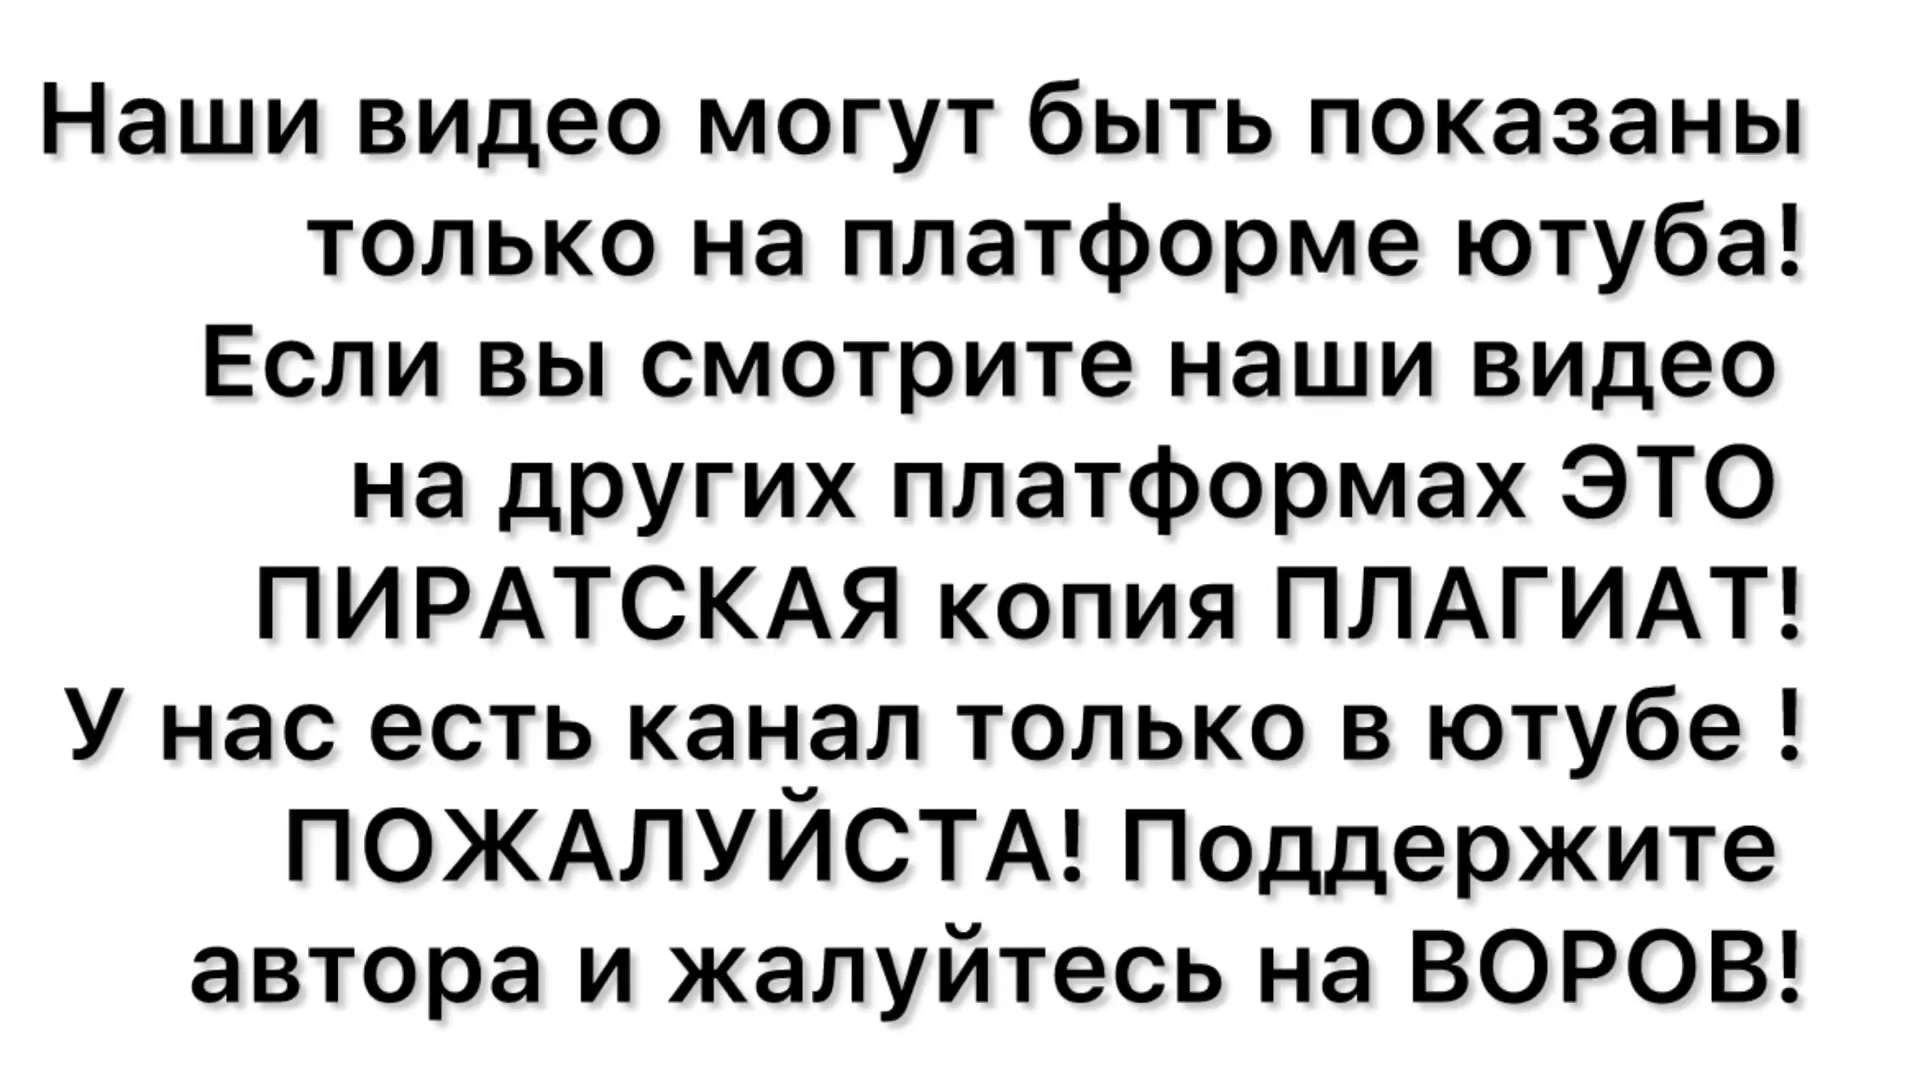 Наши видео могут быть показаны
только на платформе ютуба!
Если вы смотрите наши видео
на других платформах ЭТО
ПИРАТСКАЯ копия ПЛАГИАТ!
У нас есть канал только в ютубе !
ПОЖАЛУЙСТА! Поддержите
автора и жалуйтесь на ВОРОВ!